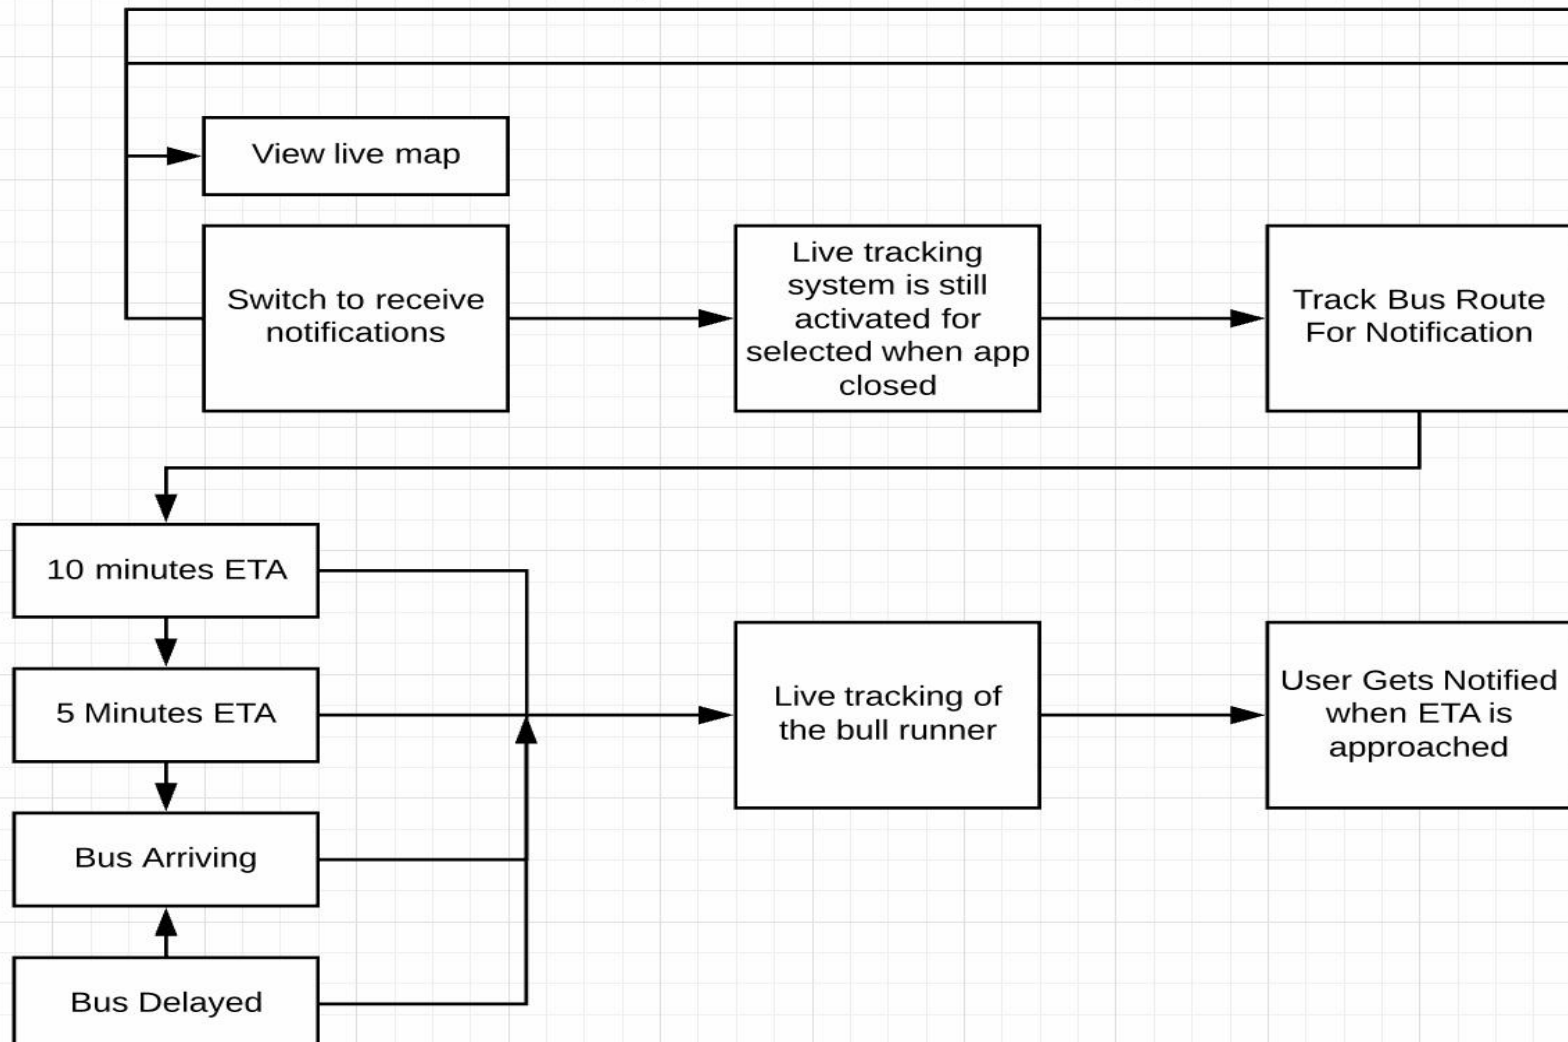 View live map
Switch to receive
notifications
Live tracking
system is still
activated for
selected when app
closed
Track Bus Route
For Notification
10 minutes ETA
5 Minutes ETA
Bus Arriving
Bus Delayed
Live tracking of
the bull runner
User Gets Notified
when ETA is
approached